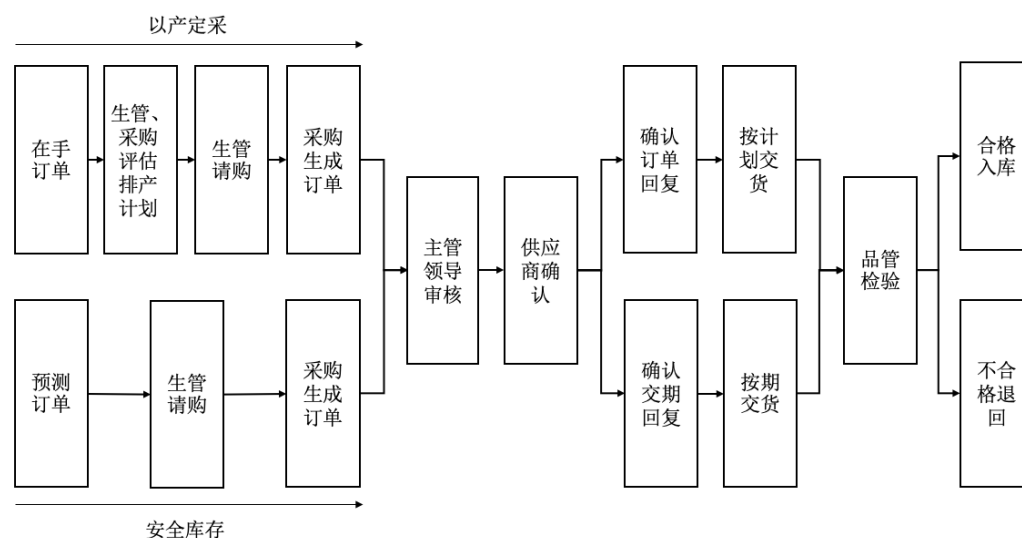 以产定采
在手
订单
生管、
采购
评估
排产
计划
生管
请购
采购
生成
订单
预测
订单
生管
请购
采购
生成
订单
安全库存
主管
领导
审核
供应
商确
认
确认
订单
回复
按计
划交
货
确认
交期
回复
按期
交货
品管
检验
合格
入库
不合
格退
回